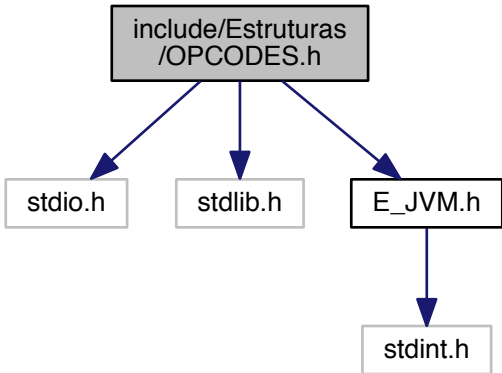 include/Estruturas
/OPCODES.h
stdio.h
stdlib.h
E_JVM.h
stdint.h